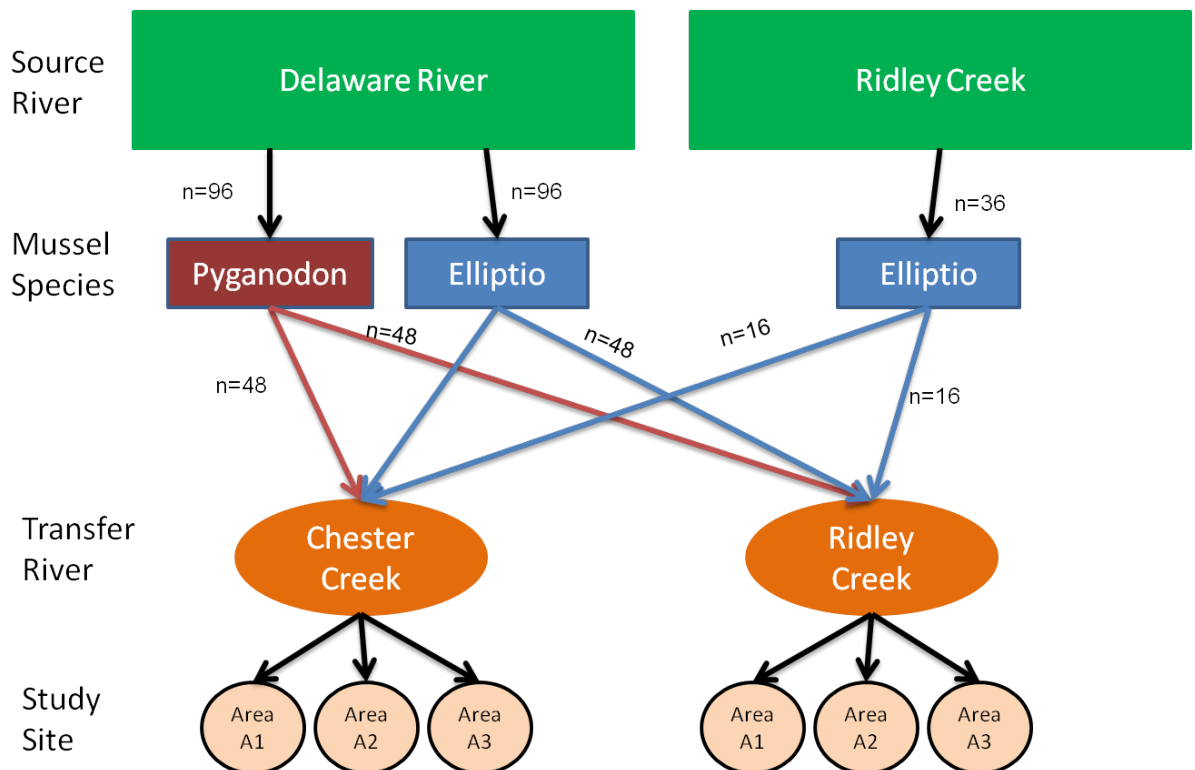 Source
River
Delaware River
Ridley Creek
n=96
n=96
n=36
Mussel
Species
Pyganodon
Elliptio
Elliptio
n=48
n=48
n=16
n=48
n=16
Transfer
River
Chester
Creek
Ridley
Creek
Study
Site
Area
A1
Area
A2
Area
A3
Area
A1
Area
A2
Area
A3